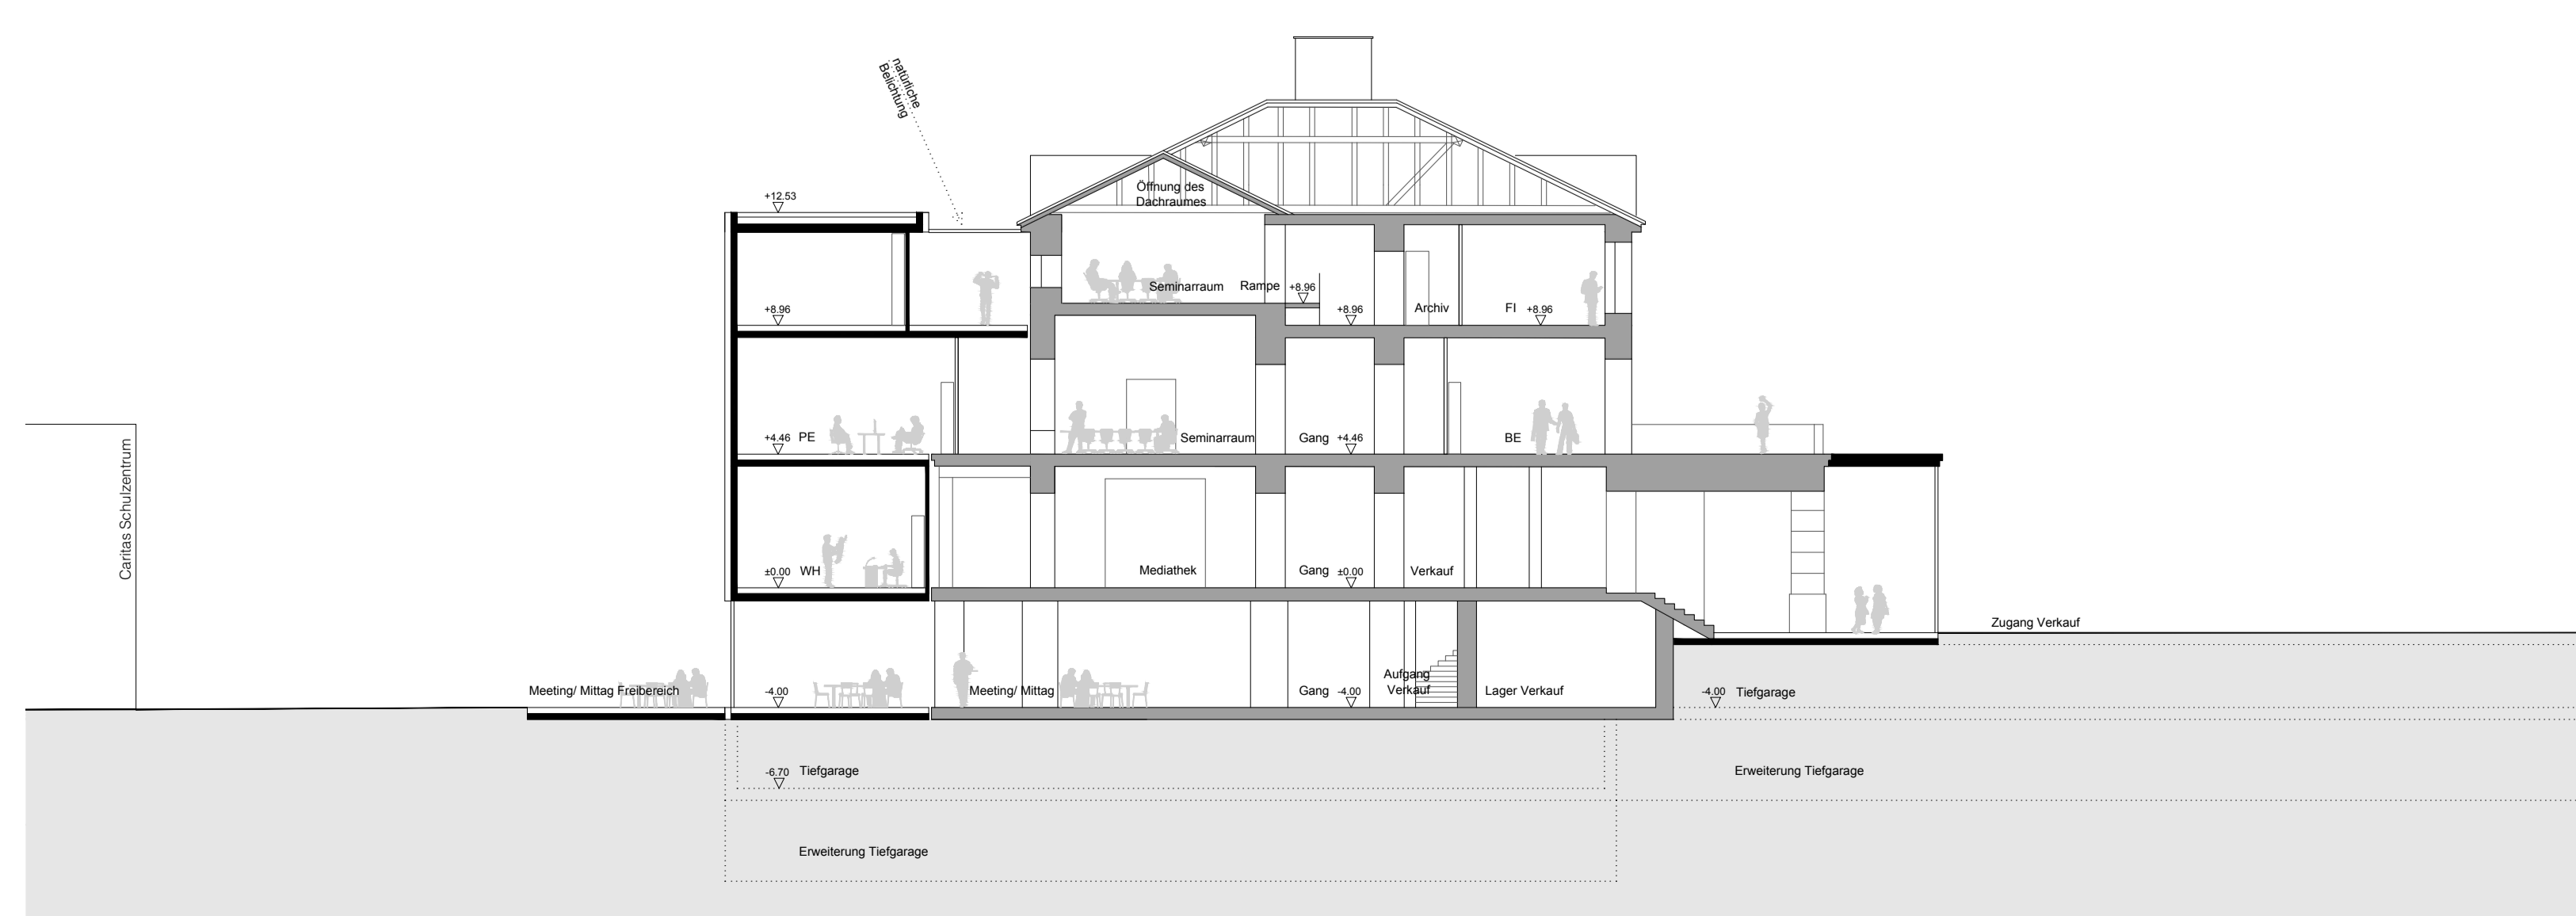 natürliche
Belichtung
+12.53
Öffnung des
Dachraumes
+8.96
Seminarraum
Rampe
+8.96
+8.96
Archiv
FI
+8.96
+4.46
PE
Seminarraum
Gang
+4.46
BE
Caritas Schulzentrum
±0.00
WH
Mediathek
Gang
±0.00
Verkauf
Zugang Verkauf
Meeting/ Mittag Freibereich
-4.00
Meeting/ Mittag
Gang
-4.00
Aufgang
Verkauf
Lager Verkauf
-4.00
Tiefgarage
-6.70
Tiefgarage
Erweiterung Tiefgarage
Erweiterung Tiefgarage